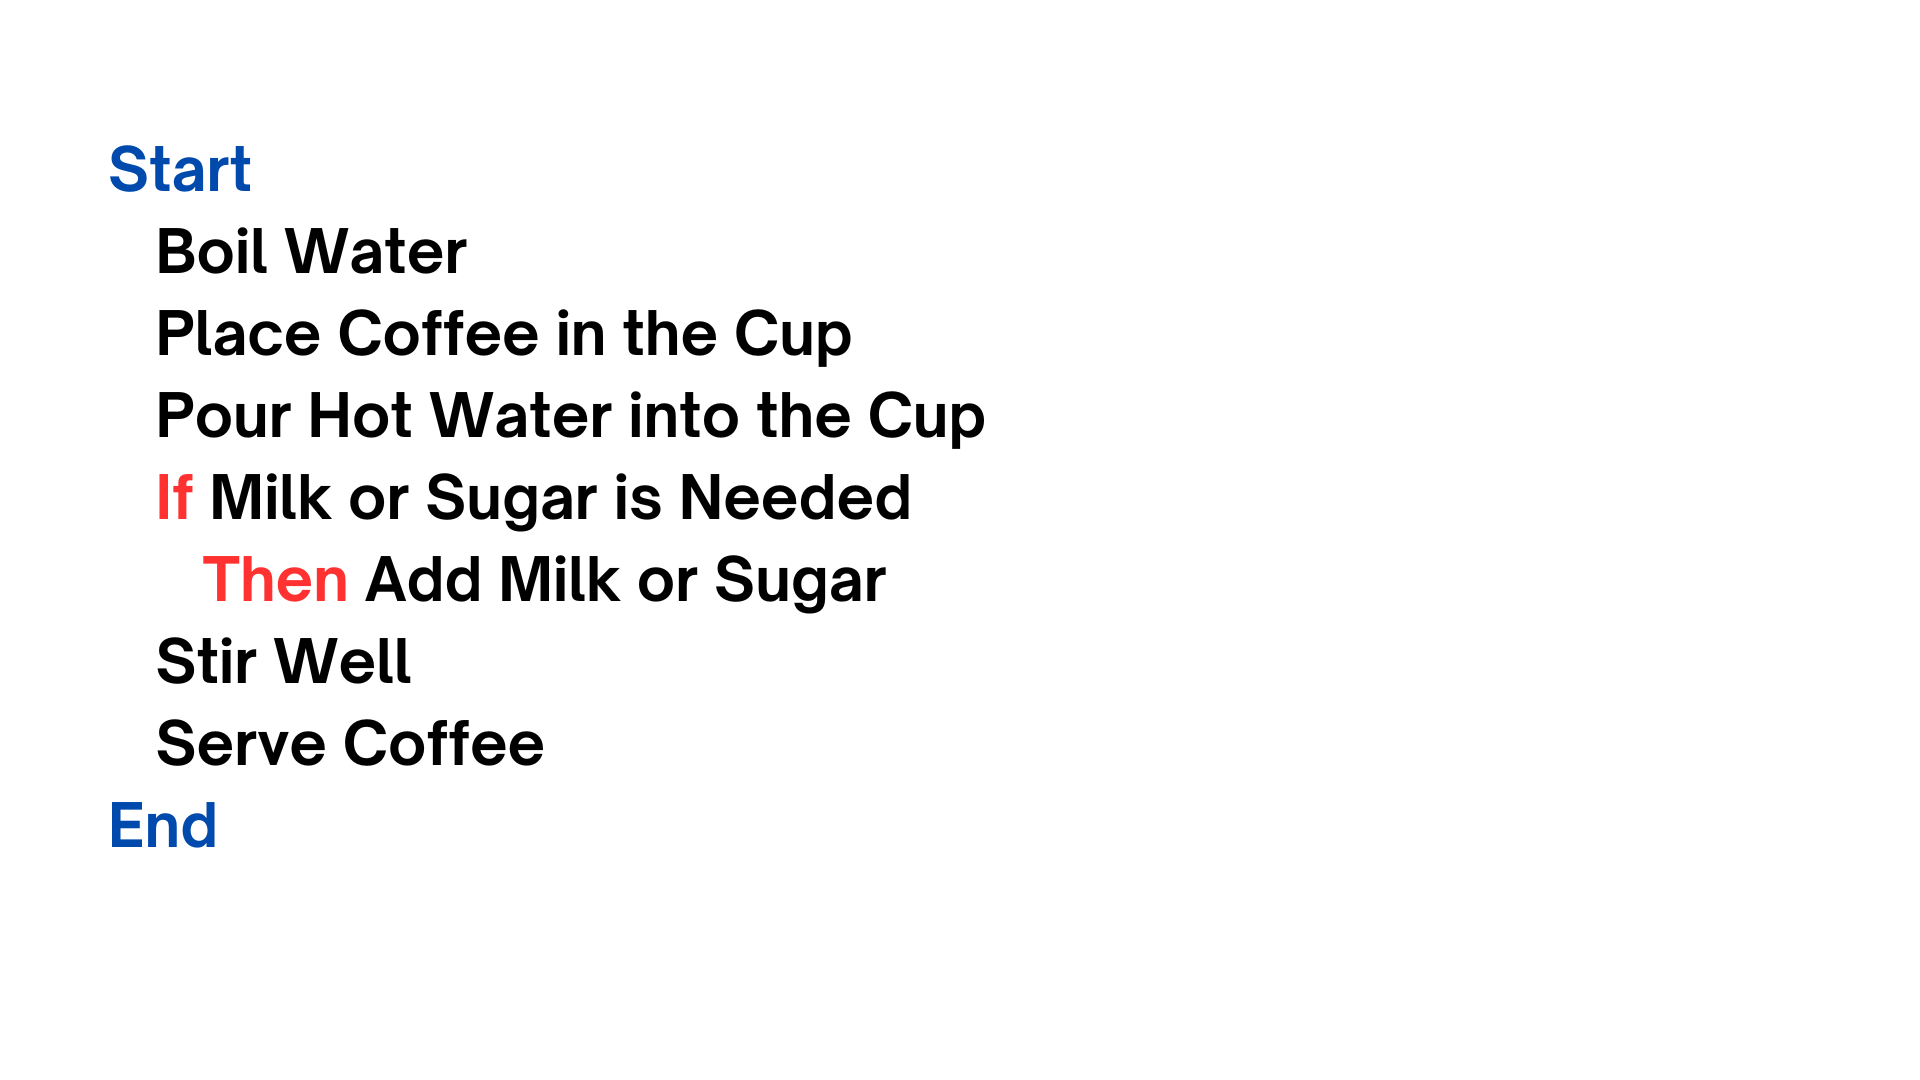 Start
Boil Water
Place Coffee in the Cup
Pour Hot Water into the Cup
If Milk or Sugar is Needed
Then Add Milk or Sugar
Stir Well
Serve Coffee
End